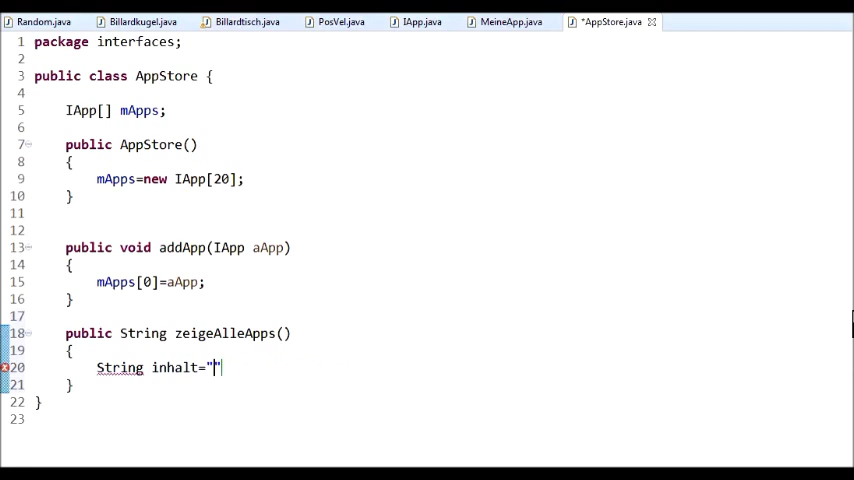 Random.java Billardkugel.java Billardtisch.java PosVel.java IApp.java MeineApp.java *AppStore.java
1 package interfaces;
2
3 public class AppStore {
4
5 IApp[] mApps;
6
7 public AppStore()
8 {
9 mApps=new IApp[20];
10 }
11
12
13 public void addApp(IApp aApp)
14 {
15 mApps[0]=aApp;
16 }
17
18 public String zeigeAlleApps()
19 {
20 String inhalt=""
21 }
22 }
23